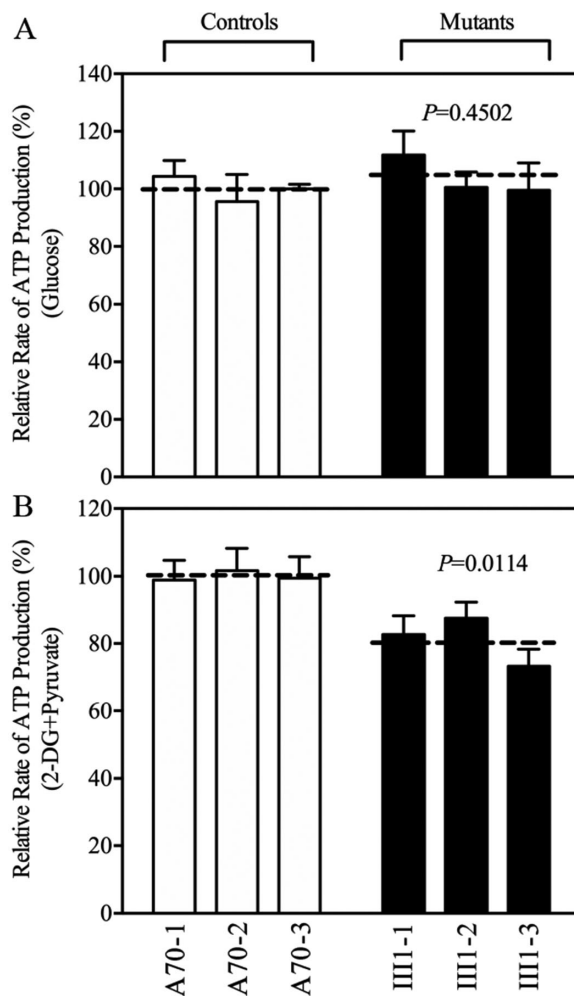 A
Controls
Mutants
Relative Rate of ATP Production (%)
(Glucose)
140
120
100
80
60
40
20
0
P=0.4502
B
Relative Rate of ATP Production (%)
(2-DG+Pyruvate)
120
100
80
60
40
20
0
P=0.0114
A70-1
A70-2
A70-3
III1-1
III1-2
III1-3